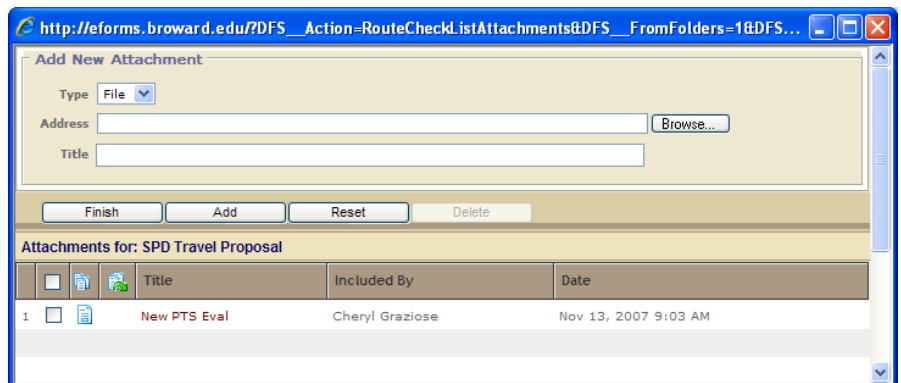 http://eforms.broward.edu/?DFS__Action=RouteCheckListAttachments&DFS__FromFolders=1&DFS...
Add New Attachment
Type File
Address Browse...
Title
Finish Add Reset Delete
Attachments for: SPD Travel Proposal
Title Included By Date
1 New PTS Eval Cheryl Graziose Nov 13, 2007 9:03 AM